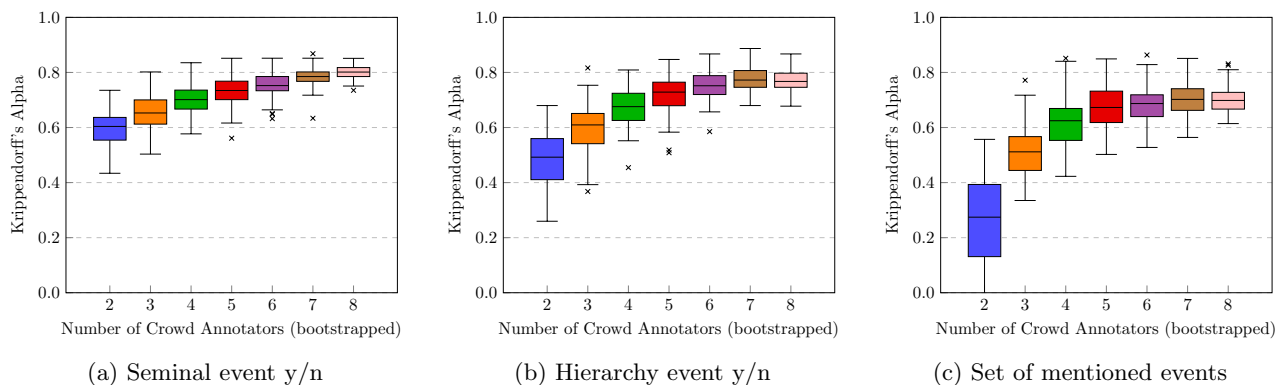 1.0
0.8
0.6
0.4
0.2
0.0
Krippendorff's Alpha
2 3 4 5 6 7 8
Number of Crowd Annotators (bootstrapped)
(a) Seminal event y/n
1.0
0.8
0.6
0.4
0.2
0.0
Krippendorff's Alpha
2 3 4 5 6 7 8
Number of Crowd Annotators (bootstrapped)
(b) Hierarchy event y/n
1.0
0.8
0.6
0.4
0.2
0.0
Krippendorff's Alpha
2 3 4 5 6 7 8
Number of Crowd Annotators (bootstrapped)
(c) Set of mentioned events